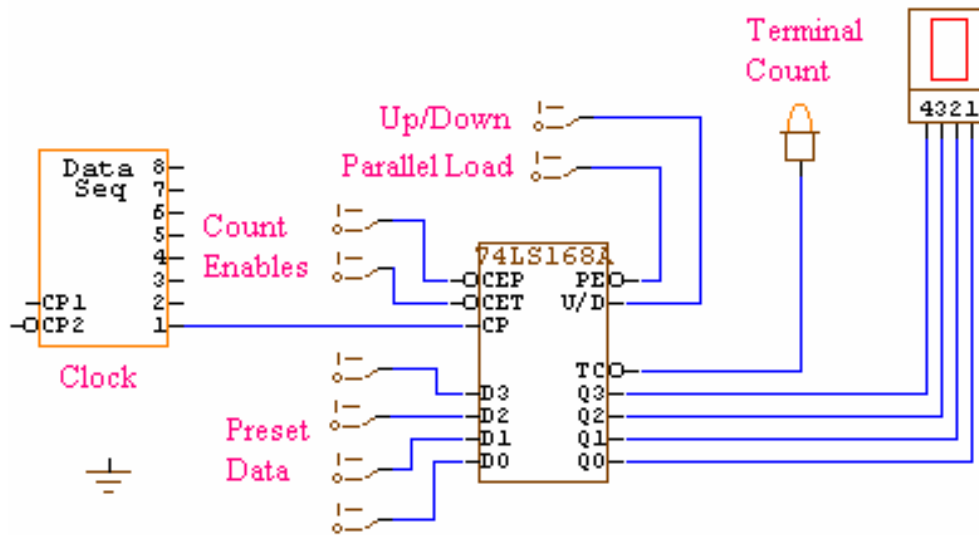 Terminal
Count
4321
Up/Down
Parallel Load
Data
Seq
8
7
6
5
4
3
2
1
CP1
CP2
Clock
Count
Enables
74LS168A
CEP
CET
CP
PE
U/D
TC
D3
D2
D1
D0
Q3
Q2
Q1
Q0
Preset
Data